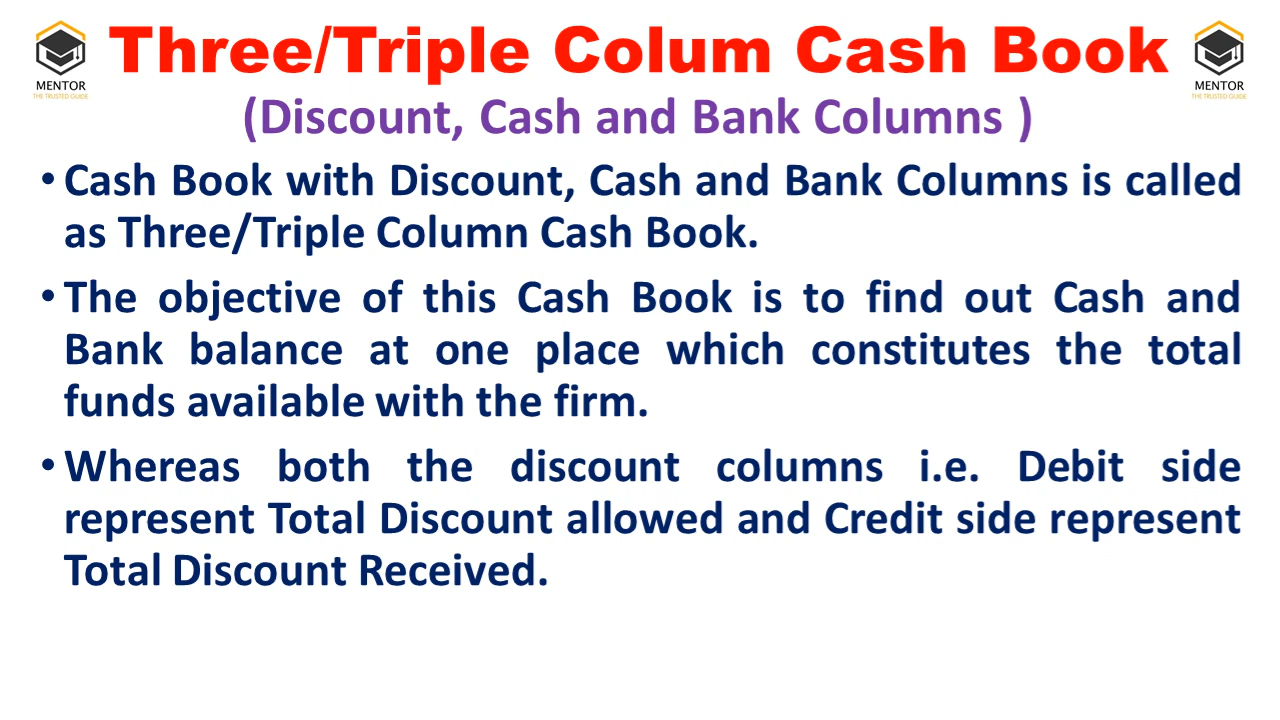 Three/Triple Colum Cash Book
MENTOR
THE TRUSTED GUIDE
MENTOR
THE TRUSTED GUIDE
(Discount, Cash and Bank Columns )
• Cash Book with Discount, Cash and Bank Columns is called
as Three/Triple Column Cash Book.
• The objective of this Cash Book is to find out Cash and
Bank balance at one place which constitutes the total
funds available with the firm.
• Whereas both the discount columns i.e. Debit side
represent Total Discount allowed and Credit side represent
Total Discount Received.